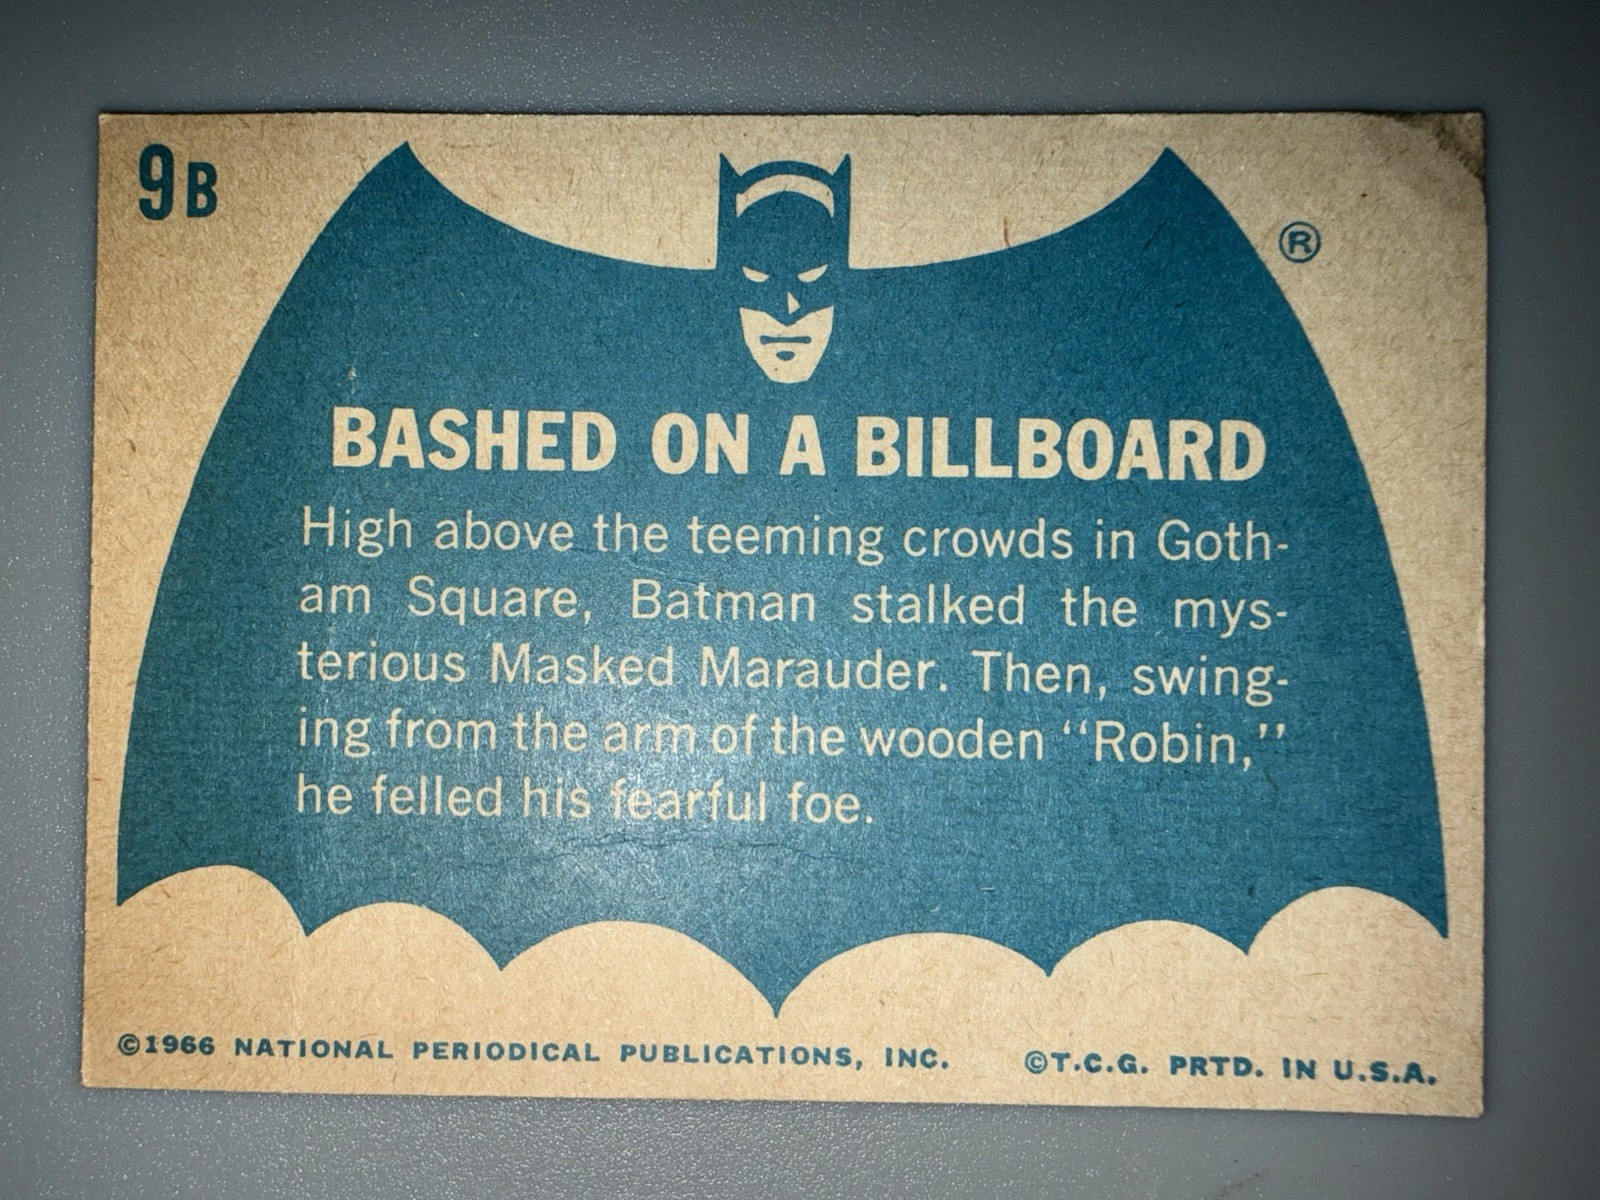 9B
®
BASHED ON A BILLBOARD
High above the teeming crowds in Goth-
am Square, Batman stalked the mys-
terious Masked Marauder. Then, swing-
ing from the arm of the wooden “Robin,”
he felled his fearful foe.
©1966 NATIONAL PERIODICAL PUBLICATIONS, INC. ©T.C.G. PRTD. IN U.S.A.